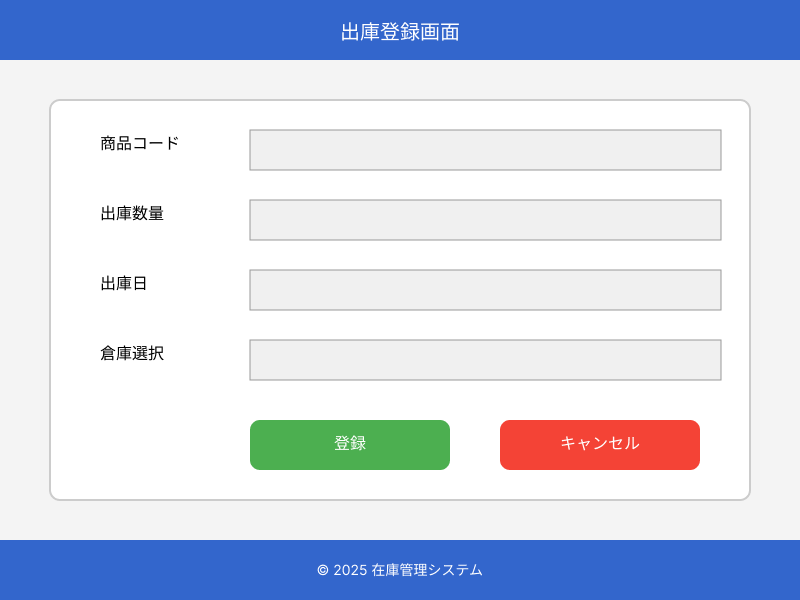 出庫登録画面
商品コード
出庫数量
出庫日
倉庫選択
登録
キャンセル
© 2025 在庫管理システム